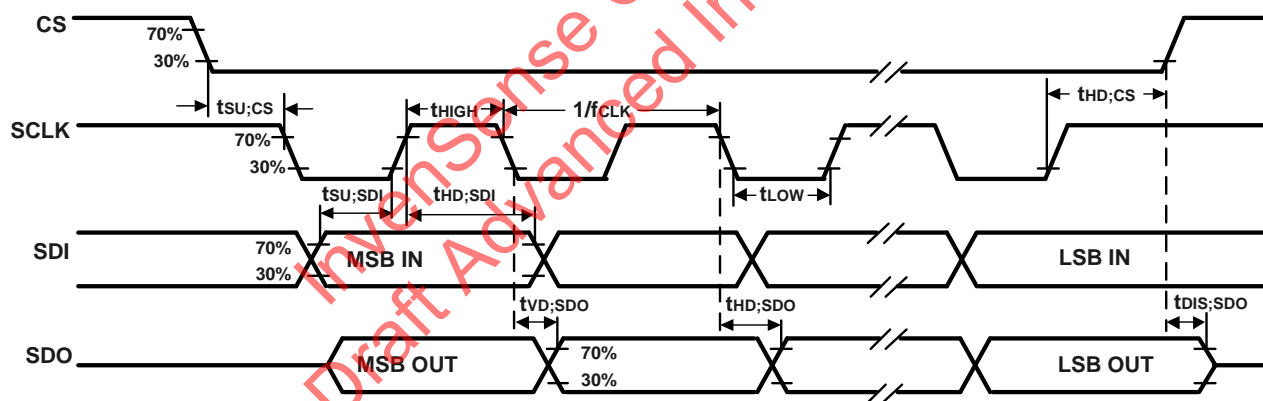 CS
70%
30%
tSU;CS
tHIGH
1/fCLK
tHD;CS
SCLK
70%
30%
tSU;SDI
tHD;SDI
tLOW
SDI
70%
30%
MSB IN
LSB IN
tVD;SDO
tHD;SDO
tDIS;SDO
SDO
MSB OUT
70%
30%
LSB OUT
InvenSense
Draft Advanced In